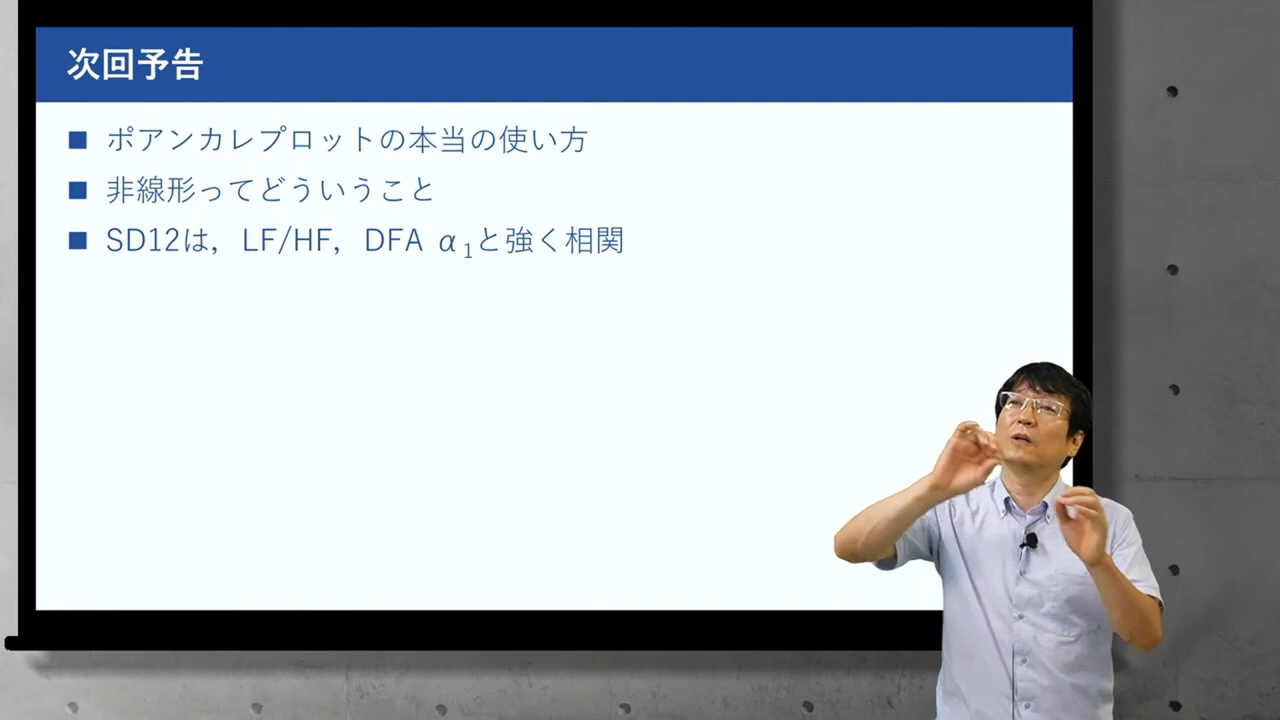 次回予告
■ ポアンカレプロットの本当の使い方
■ 非線形ってどういうこと
■ SD12は，LF/HF，DFA α₁と強く相関